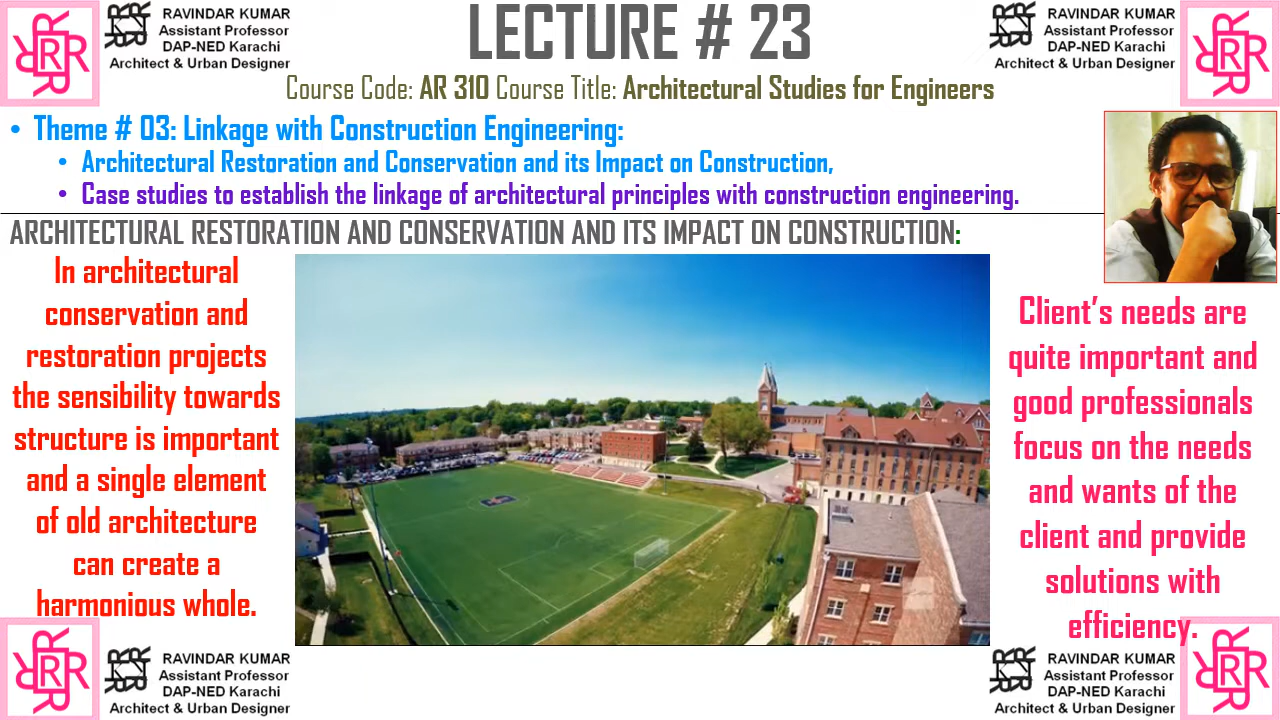 RAVINDAR KUMAR
Assistant Professor
DAP-NED Karachi
Architect & Urban Designer
LECTURE # 23
RAVINDAR KUMAR
Assistant Professor
DAP-NED Karachi
Architect & Urban Designer
Course Code: AR 310 Course Title: Architectural Studies for Engineers
• Theme # 03: Linkage with Construction Engineering:
• Architectural Restoration and Conservation and its Impact on Construction,
• Case studies to establish the linkage of architectural principles with construction engineering.
ARCHITECTURAL RESTORATION AND CONSERVATION AND ITS IMPACT ON CONSTRUCTION:
In architectural
conservation and
restoration projects
the sensibility towards
structure is important
and a single element
of old architecture
can create a
harmonious whole.
Client’s needs are
quite important and
good professionals
focus on the needs
and wants of the
client and provide
solutions with
efficiency.
RAVINDAR KUMAR
Assistant Professor
DAP-NED Karachi
Architect & Urban Designer
RAVINDAR KUMAR
Assistant Professor
DAP-NED Karachi
Architect & Urban Designer